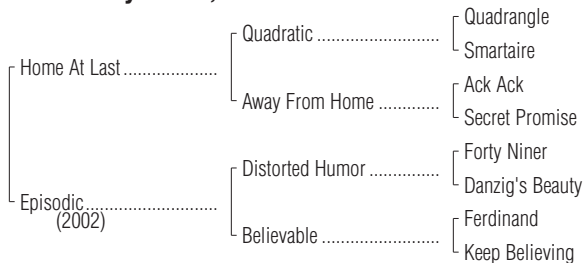 Quadrangle
Quadratic ........................
Smartaire
Home At Last ....................
Ack Ack
Away From Home .............
Secret Promise
Forty Niner
Distorted Humor ...............
Danzig's Beauty
Episodic ............................
(2002)
Ferdinand
Believable .........................
Keep Believing